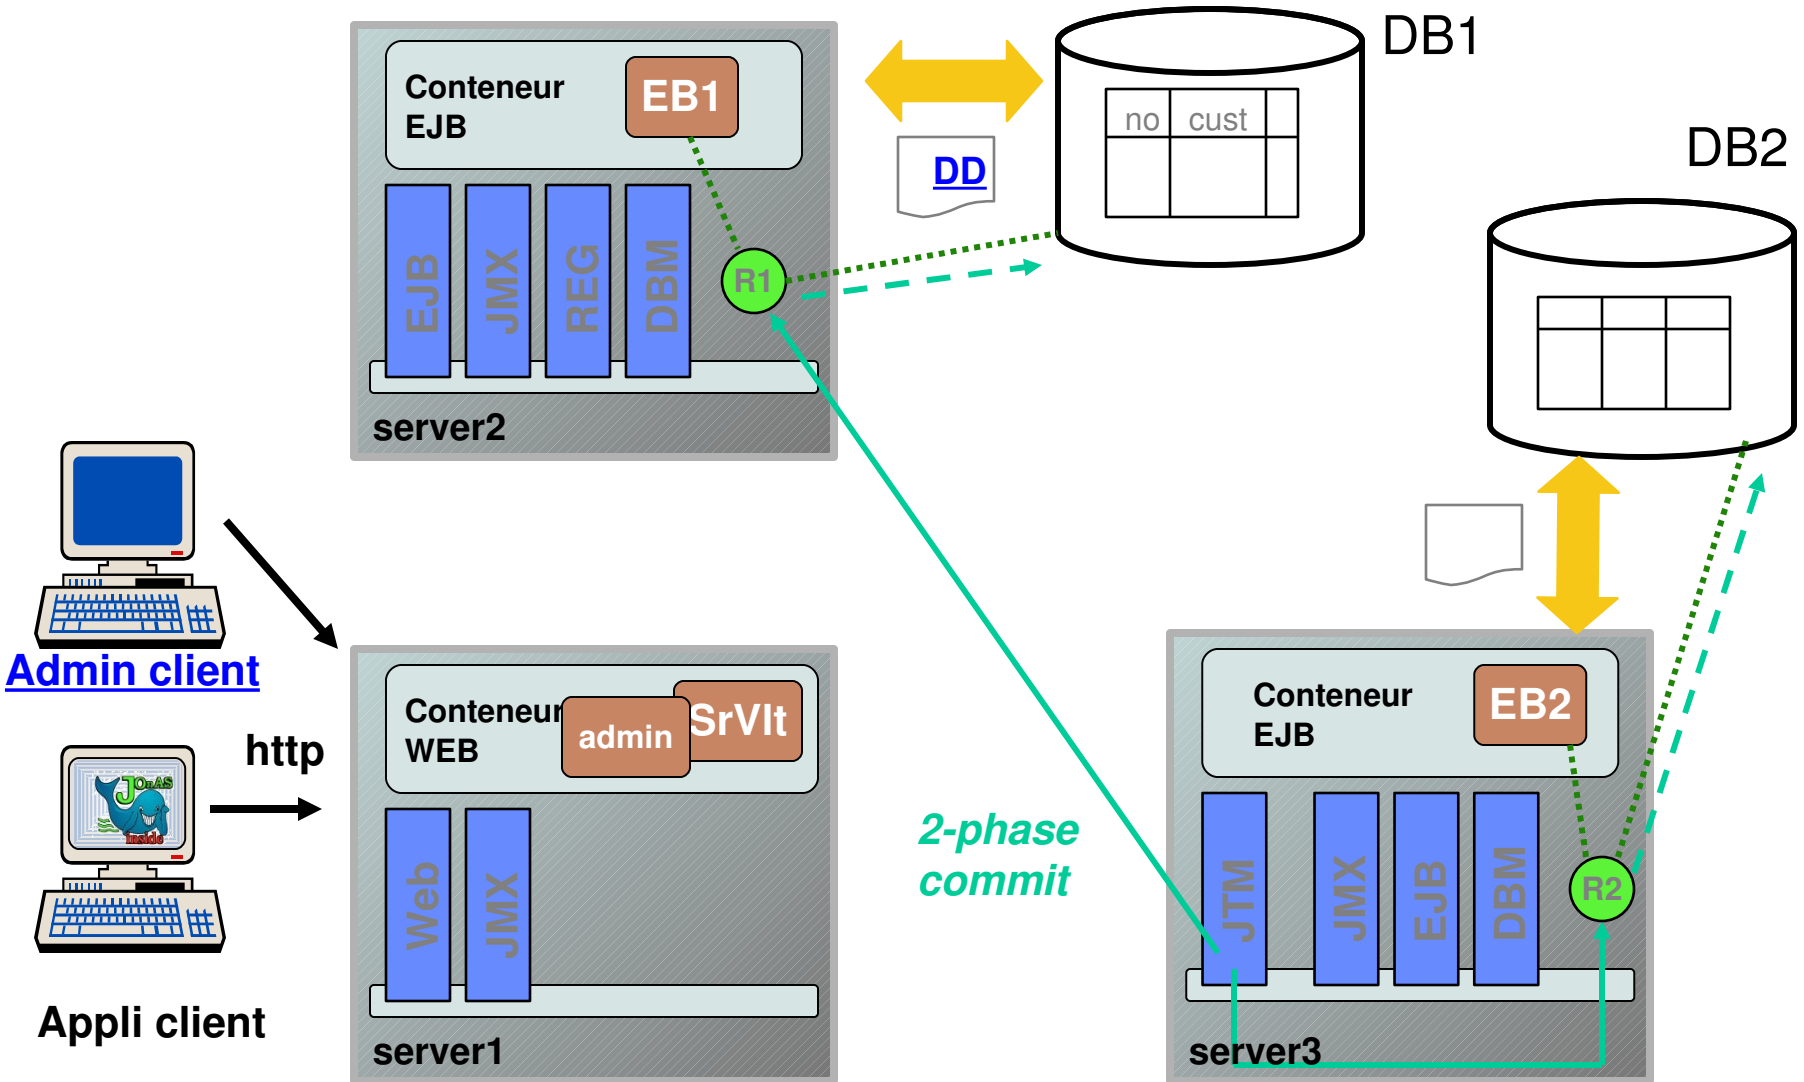 DB1
Conteneur
EJB
EB1
no cust
DD
DB2
EJB
JMX
REG
DBM
R1
server2
Admin client
http
JOnAS
inside
Appli client
Conteneur
WEB
admin
SrVlt
Web
JMX
server1
2-phase
commit
Conteneur
EJB
EB2
JTM
JMX
EJB
DBM
R2
server3